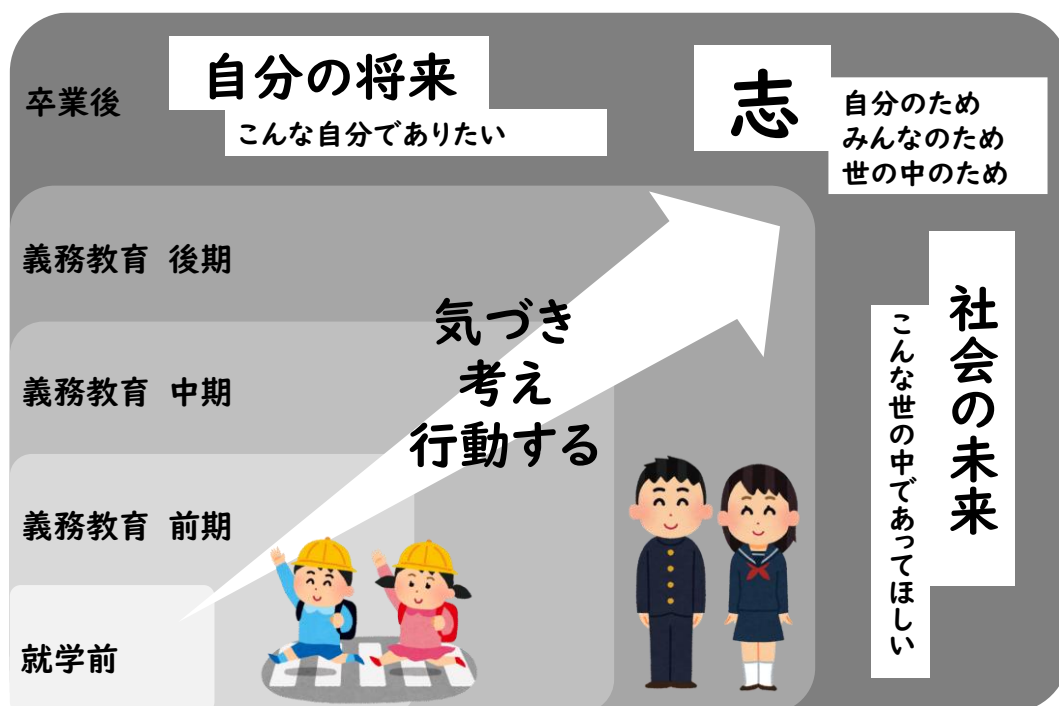 卒業後
自分の将来
こんな自分でありたい
志
自分のため
みんなのため
世の中のため
義務教育 後期
義務教育 中期
義務教育 前期
就学前
気づき
考え
行動する
社会の未来
こんな世の中であってほしい